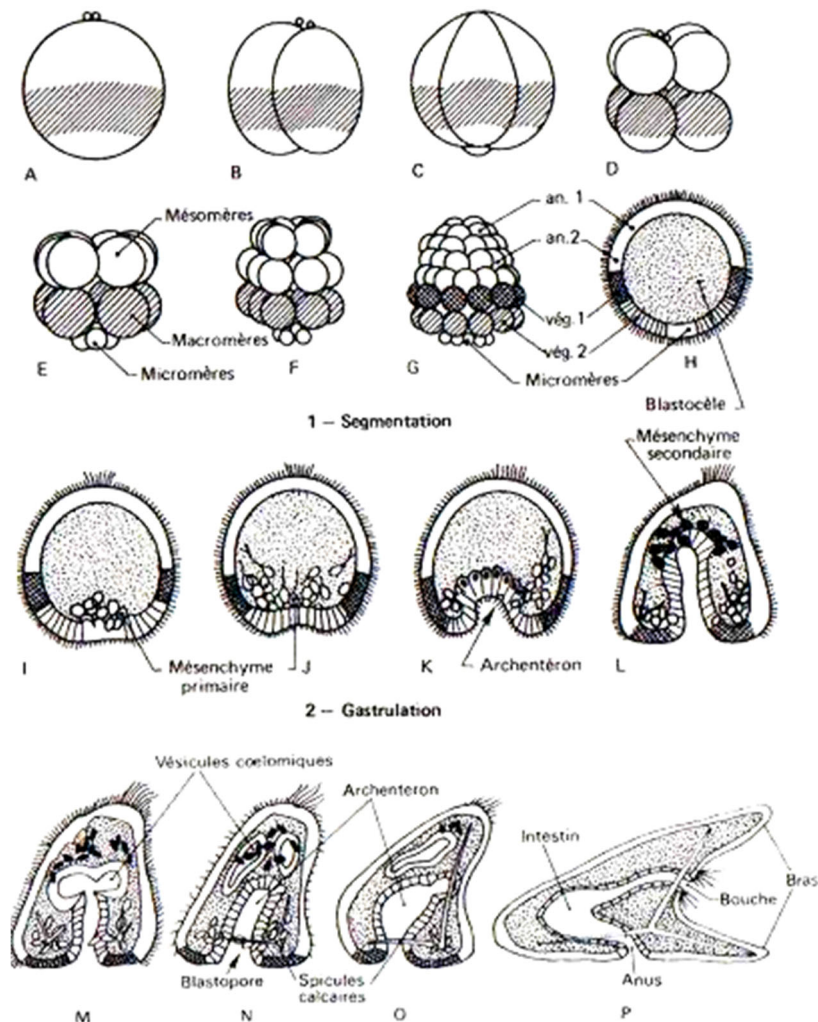 A
B
C
D
an. 1
an.2
Mésomères
Macromères
Micromères
vég. 1
vég. 2
Micromères
E
F
G
H
Blastocèle
1 – Segmentation
Mésenchyme
secondaire
I
Mésenchyme
primaire
J
K
Archentéron
L
2 – Gastrulation
Vésicules cœlomiques
Archenteron
Intestin
Bras
Bouche
Blastopore
Spicules
calcaires
Anus
M
N
O
P